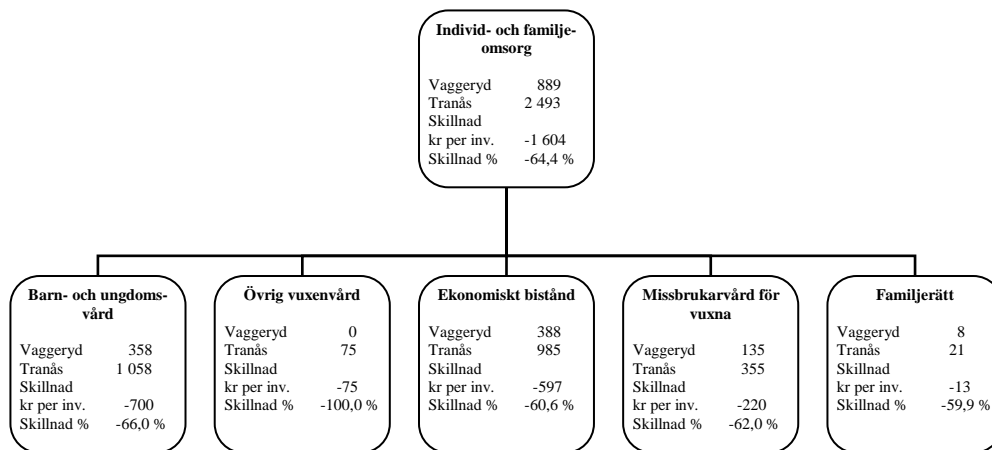 Individ- och familje-
omsorg
Vaggeryd 889
Tranås 2 493
Skillnad
kr per inv. -1 604
Skillnad % -64,4 %
Barn- och ungdoms-
vård
Vaggeryd 358
Tranås 1 058
Skillnad
kr per inv. -700
Skillnad % -66,0 %
Övrig vuxenvård
Vaggeryd 0
Tranås 75
Skillnad
kr per inv. -75
Skillnad % -100,0 %
Ekonomiskt bistånd
Vaggeryd 388
Tranås 985
Skillnad
kr per inv. -597
Skillnad % -60,6 %
Missbrukarvård för
vuxna
Vaggeryd 135
Tranås 355
Skillnad
kr per inv. -220
Skillnad % -62,0 %
Familjerätt
Vaggeryd 8
Tranås 21
Skillnad
kr per inv. -13
Skillnad % -59,9 %